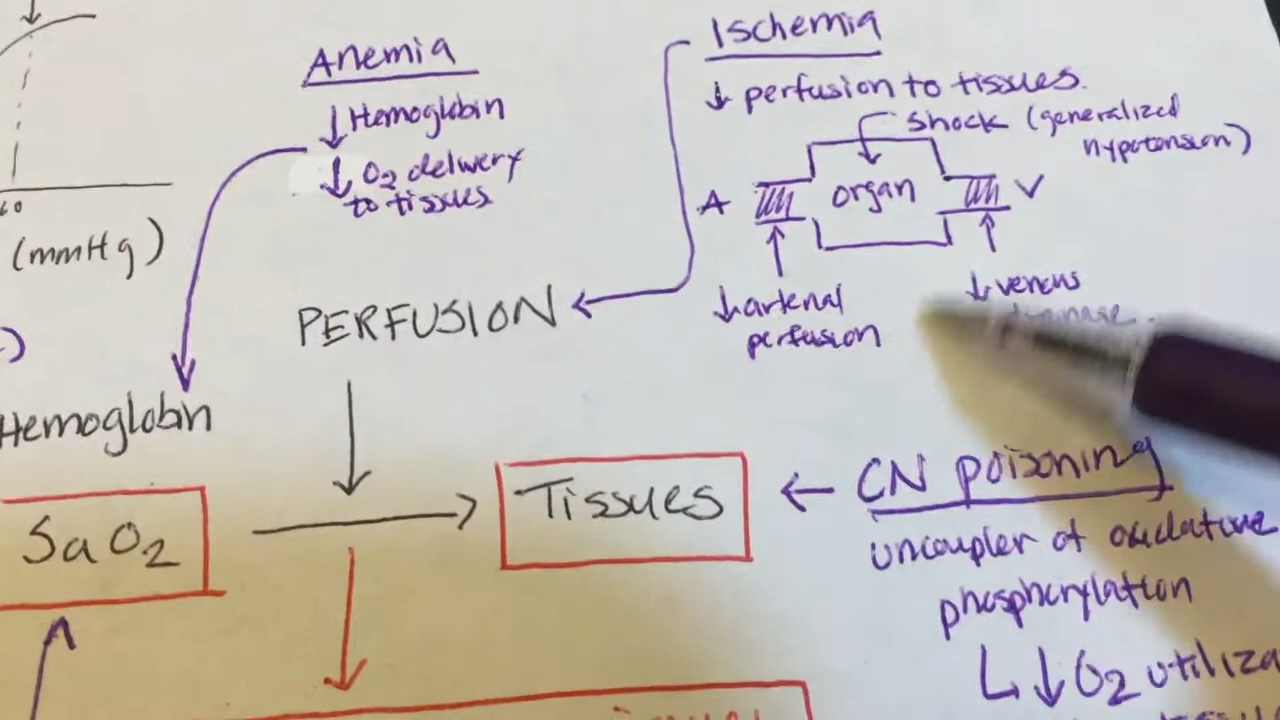 Anemia
↓ Hemoglobin
↓ O2 delivery
to tissues
Ischemia
↓ perfusion to tissues.
shock (generalized
hypotension)
A
organ
V
↓ arterial
perfusion
↓ venous
60
(mmHg)
)
PERFUSION
Hemoglobin
SaO2
Tissues
← CN poisoning
uncoupler of oxidative
phosphorylation
↳ ↓ O2 utiliza